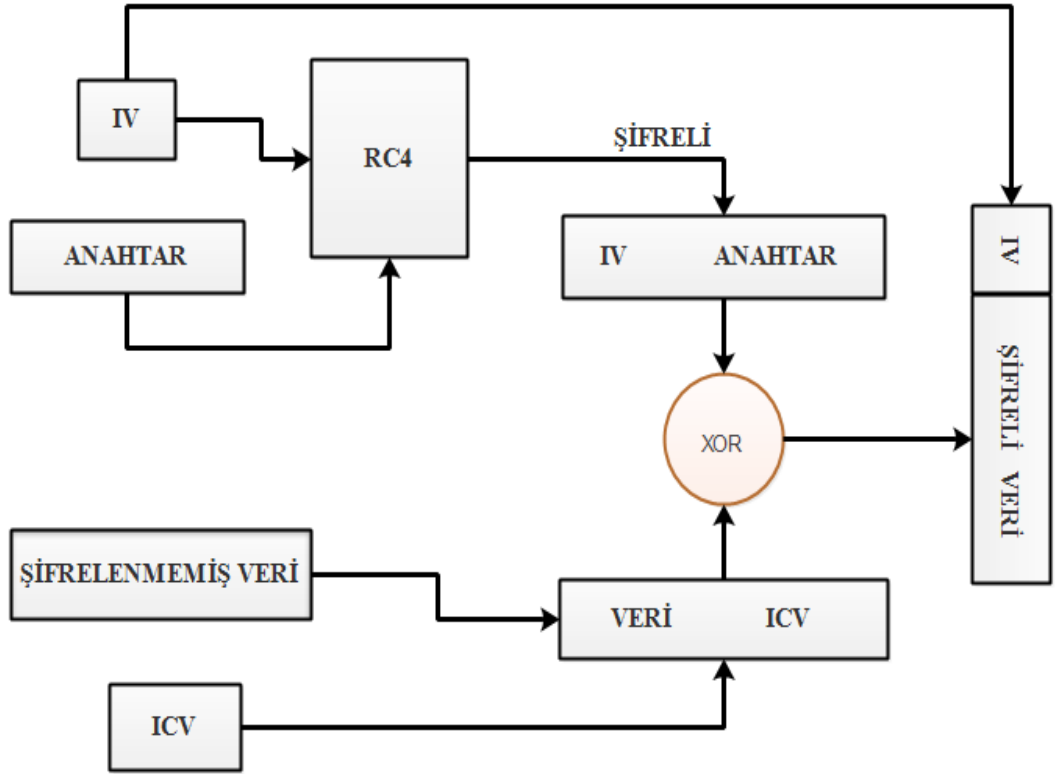 IV
RC4
ŞİFRELİ
ANAHTAR
IV ANAHTAR
IV
ŞİFRELİ VERİ
XOR
ŞİFRELENMEMİŞ VERİ
VERİ ICV
ICV